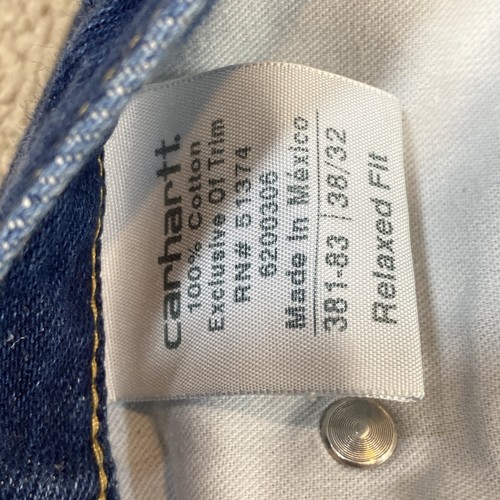 carhartt.
100% Cotton
Exclusive Of Trim
RN# 51374
6200306
Made in México
381-83 | 38/32
Relaxed Fit